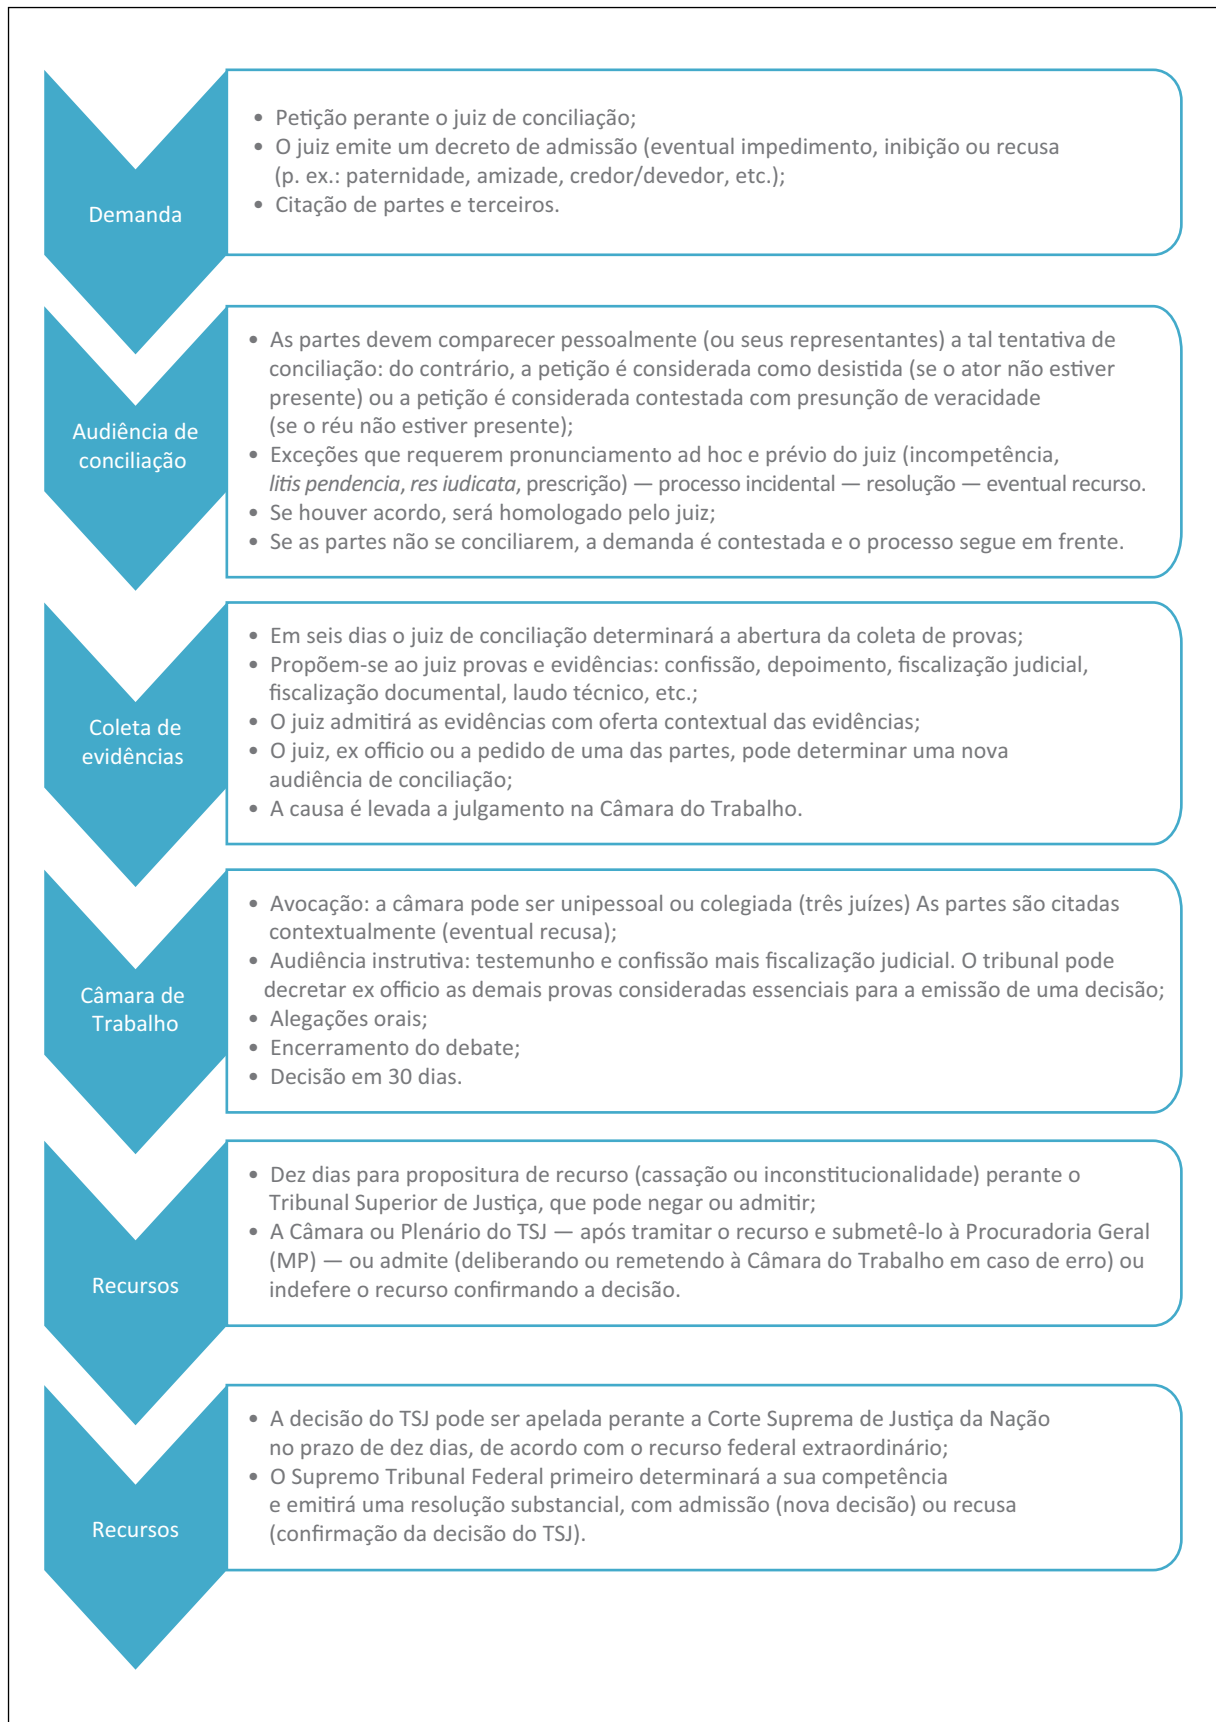 Demanda
• Petição perante o juiz de conciliação;
• O juiz emite um decreto de admissão (eventual impedimento, inibição ou recusa
(p. ex.: paternidade, amizade, credor/devedor, etc.);
• Citação de partes e terceiros.
Audiência de
conciliação
• As partes devem comparecer pessoalmente (ou seus representantes) a tal tentativa de
conciliação: do contrário, a petição é considerada como desistida (se o ator não estiver
presente) ou a petição é considerada contestada com presunção de veracidade
(se o réu não estiver presente);
• Exceções que requerem pronunciamento ad hoc e prévio do juiz (incompetência,
litis pendencia, res iudicata, prescrição) — processo incidental — resolução — eventual recurso.
• Se houver acordo, será homologado pelo juiz;
• Se as partes não se conciliarem, a demanda é contestada e o processo segue em frente.
Coleta de
evidências
• Em seis dias o juiz de conciliação determinará a abertura da coleta de provas;
• Propõem-se ao juiz provas e evidências: confissão, depoimento, fiscalização judicial,
fiscalização documental, laudo técnico, etc.;
• O juiz admitirá as evidências com oferta contextual das evidências;
• O juiz, ex officio ou a pedido de uma das partes, pode determinar uma nova
audiência de conciliação;
• A causa é levada a julgamento na Câmara do Trabalho.
Câmara de
Trabalho
• Avocação: a câmara pode ser unipessoal ou colegiada (três juízes) As partes são citadas
contextualmente (eventual recusa);
• Audiência instrutiva: testemunho e confissão mais fiscalização judicial. O tribunal pode
decretar ex officio as demais provas consideradas essenciais para a emissão de uma decisão;
• Alegações orais;
• Encerramento do debate;
• Decisão em 30 dias.
Recursos
• Dez dias para propositura de recurso (cassação ou inconstitucionalidade) perante o
Tribunal Superior de Justiça, que pode negar ou admitir;
• A Câmara ou Plenário do TSJ — após tramitar o recurso e submetê-lo à Procuradoria Geral
(MP) — ou admite (deliberando ou remetendo à Câmara do Trabalho em caso de erro) ou
indefere o recurso confirmando a decisão.
Recursos
• A decisão do TSJ pode ser apelada perante a Corte Suprema de Justiça da Nação
no prazo de dez dias, de acordo com o recurso federal extraordinário;
• O Supremo Tribunal Federal primeiro determinará a sua competência
e emitirá uma resolução substancial, com admissão (nova decisão) ou recusa
(confirmação da decisão do TSJ).